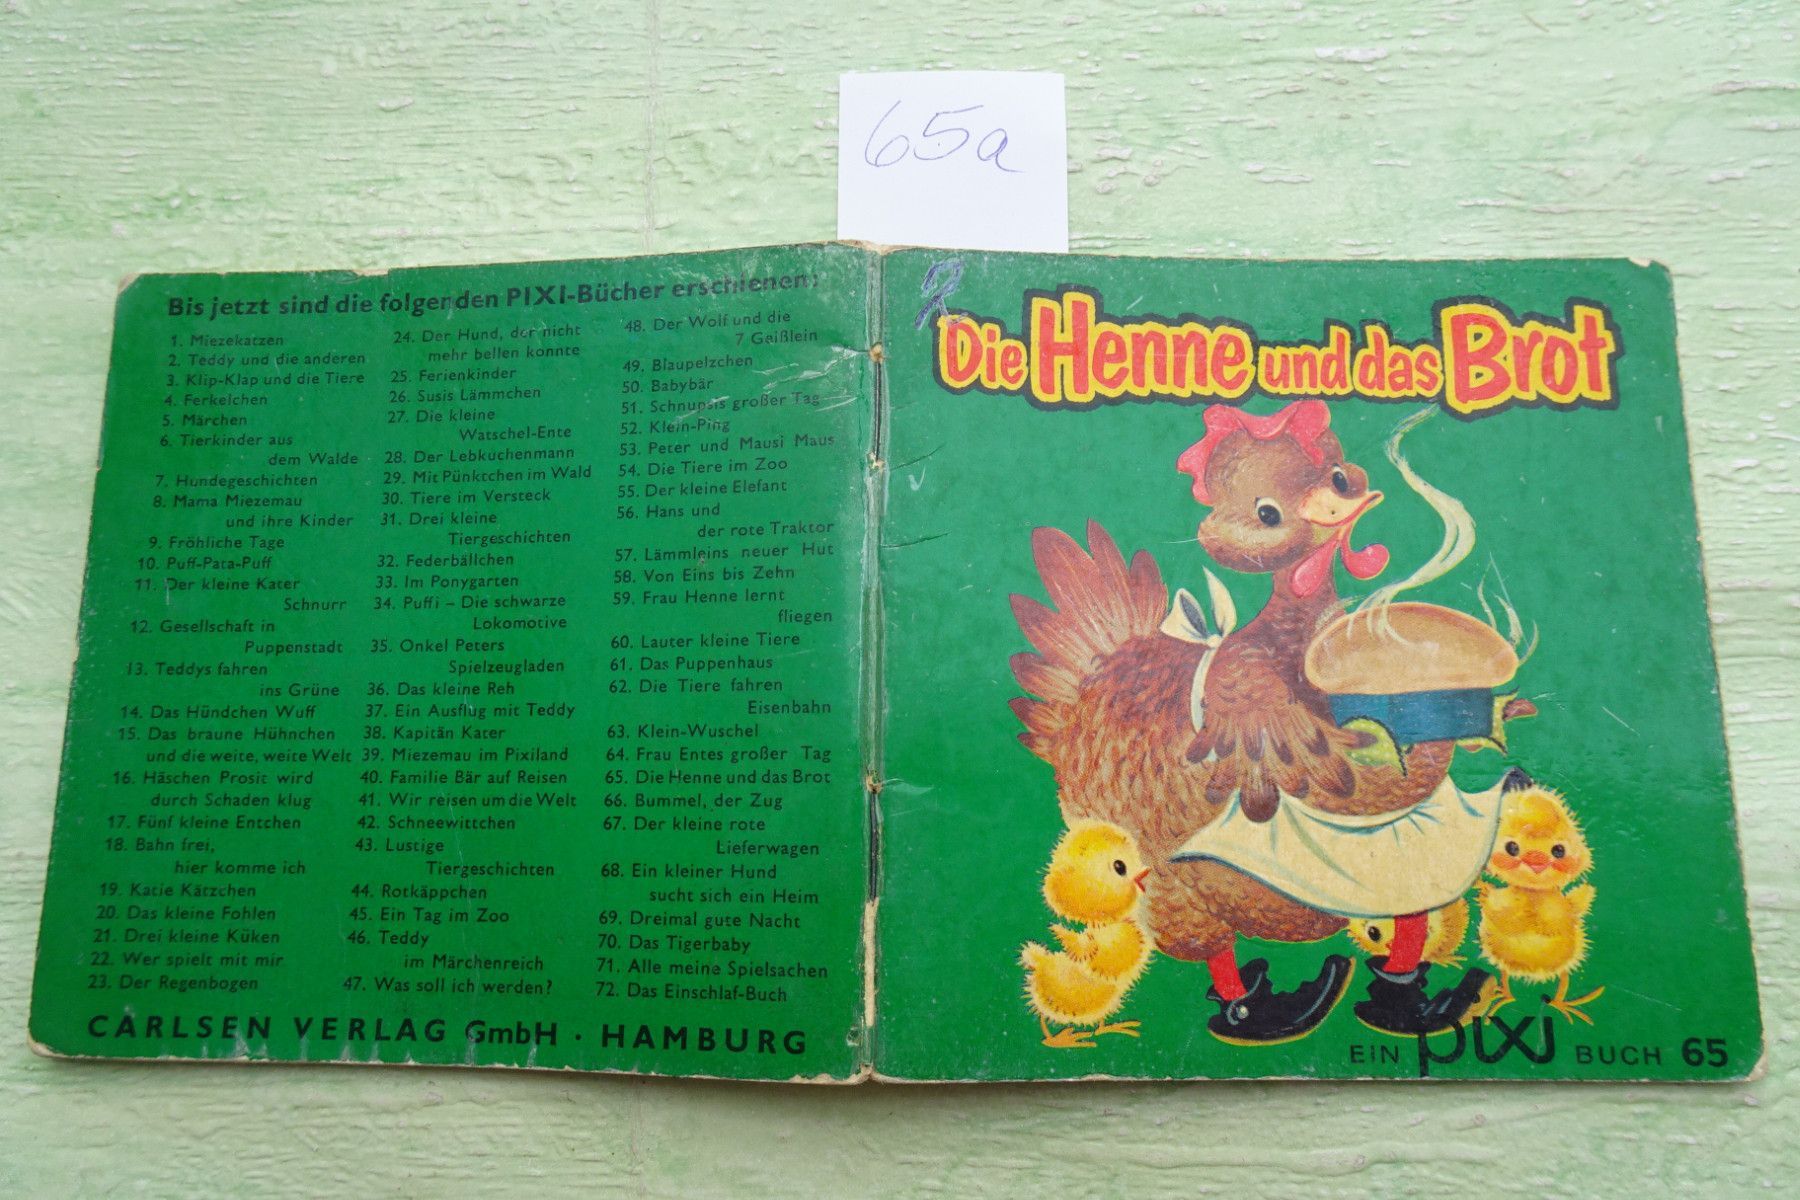 65a
Bis jetzt sind die folgenden PIXI-Bücher erschienen:
1. Miezekatzen
2. Teddy und die anderen
3. Klip-Klap und die Tiere
4. Ferkelchen
5. Märchen
6. Tierkinder aus
dem Walde
7. Hundegeschichten
8. Mama Miezemau
und ihre Kinder
9. Fröhliche Tage
10. Puff-Pata-Puff
11. Der kleine Kater
Schnurr
12. Gesellschaft in
Puppenstadt
13. Teddys fahren
ins Grüne
14. Das Hündchen Wuff
15. Das braune Hühnchen
und die weite, weite Welt
16. Häschen Prosit wird
durch Schaden klug
17. Fünf kleine Entchen
18. Bahn frei,
hier komme ich
19. Katie Kätzchen
20. Das kleine Fohlen
21. Drei kleine Küken
22. Wer spielt mit mir
23. Der Regenbogen
24. Der Hund, der nicht
mehr bellen konnte
25. Ferienkinder
26. Susis Lämmchen
27. Die kleine
Watschel-Ente
28. Der Lebkuchenmann
29. Mit Pünktchen im Wald
30. Tiere im Versteck
31. Drei kleine
Tiergeschichten
32. Federbällchen
33. Im Ponygarten
34. Puffi – Die schwarze
Lokomotive
35. Onkel Peters
Spielzeugladen
36. Das kleine Reh
37. Ein Ausflug mit Teddy
38. Kapitän Kater
39. Miezemau im Pixiland
40. Familie Bär auf Reisen
41. Wir reisen um die Welt
42. Schneewittchen
43. Lustige
Tiergeschichten
44. Rotkäppchen
45. Ein Tag im Zoo
46. Teddy
im Märchenreich
47. Was soll ich werden?
48. Der Wolf und die
7 Geißlein
49. Blaupelzchen
50. Babybär
51. Schnupsis großer Tag
52. Klein-Ping
53. Peter und Mausi Maus
54. Die Tiere im Zoo
55. Der kleine Elefant
56. Hans und
der rote Traktor
57. Lämmleins neuer Hut
58. Von Eins bis Zehn
59. Frau Henne lernt
fliegen
60. Lauter kleine Tiere
61. Das Puppenhaus
62. Die Tiere fahren
Eisenbahn
63. Klein-Wuschel
64. Frau Entes großer Tag
65. Die Henne und das Brot
66. Bummel, der Zug
67. Der kleine rote
Lieferwagen
68. Ein kleiner Hund
sucht sich ein Heim
69. Dreimal gute Nacht
70. Das Tigerbaby
71. Alle meine Spielsachen
72. Das Einschlaf-Buch
CARLSEN VERLAG GmbH · HAMBURG
Die Henne und das Brot
EIN pixi BUCH 65